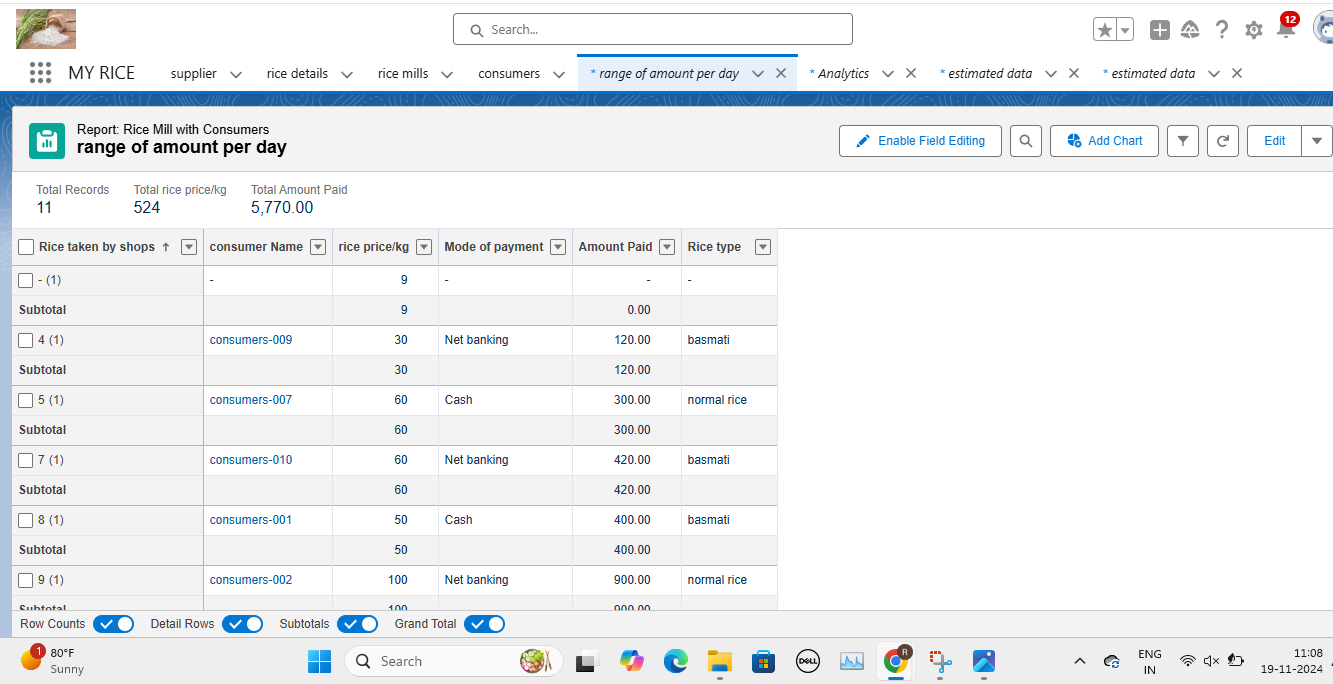 Search...
12
MY RICE
supplier
rice details
rice mills
consumers
* range of amount per day
* Analytics
* estimated data
* estimated data
Report: Rice Mill with Consumers
range of amount per day
Enable Field Editing
Add Chart
Edit
Total Records Total rice price/kg Total Amount Paid
11 524 5,770.00
Rice taken by shops ↑ consumer Name rice price/kg Mode of payment Amount Paid Rice type
- (1) - 9 - - -
Subtotal 9 0.00
4 (1) consumers-009 30 Net banking 120.00 basmati
Subtotal 30 120.00
5 (1) consumers-007 60 Cash 300.00 normal rice
Subtotal 60 300.00
7 (1) consumers-010 60 Net banking 420.00 basmati
Subtotal 60 420.00
8 (1) consumers-001 50 Cash 400.00 basmati
Subtotal 50 400.00
9 (1) consumers-002 100 Net banking 900.00 normal rice
Subtotal 100 900.00
Row Counts Detail Rows Subtotals Grand Total
1
80°F
Sunny
Search
DELL
R
ENG
IN
11:08
19-11-2024